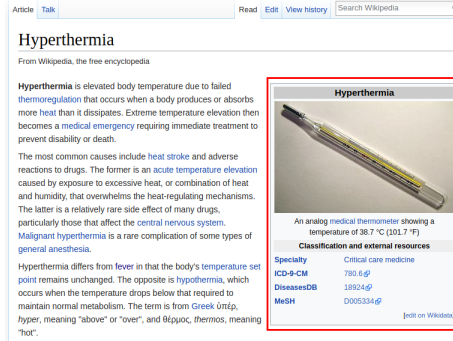 Article Talk Read Edit View history Search Wikipedia
Hyperthermia
From Wikipedia, the free encyclopedia
Hyperthermia is elevated body temperature due to failed
thermoregulation that occurs when a body produces or absorbs
more heat than it dissipates. Extreme temperature elevation then
becomes a medical emergency requiring immediate treatment to
prevent disability or death.
The most common causes include heat stroke and adverse
reactions to drugs. The former is an acute temperature elevation
caused by exposure to excessive heat, or combination of heat
and humidity, that overwhelms the heat-regulating mechanisms.
The latter is a relatively rare side effect of many drugs,
particularly those that affect the central nervous system.
Malignant hyperthermia is a rare complication of some types of
general anesthesia.
Hyperthermia differs from fever in that the body's temperature set
point remains unchanged. The opposite is hypothermia, which
occurs when the temperature drops below that required to
maintain normal metabolism. The term is from Greek ὑπέρ,
hyper, meaning "above" or "over", and θέρμος, thermos, meaning
"hot".
Hyperthermia
An analog medical thermometer showing a
temperature of 38.7 °C (101.7 °F)
Classification and external resources
Specialty Critical care medicine
ICD-9-CM 780.6
DiseasesDB 18924
MeSH D005334
[edit on Wikidata]